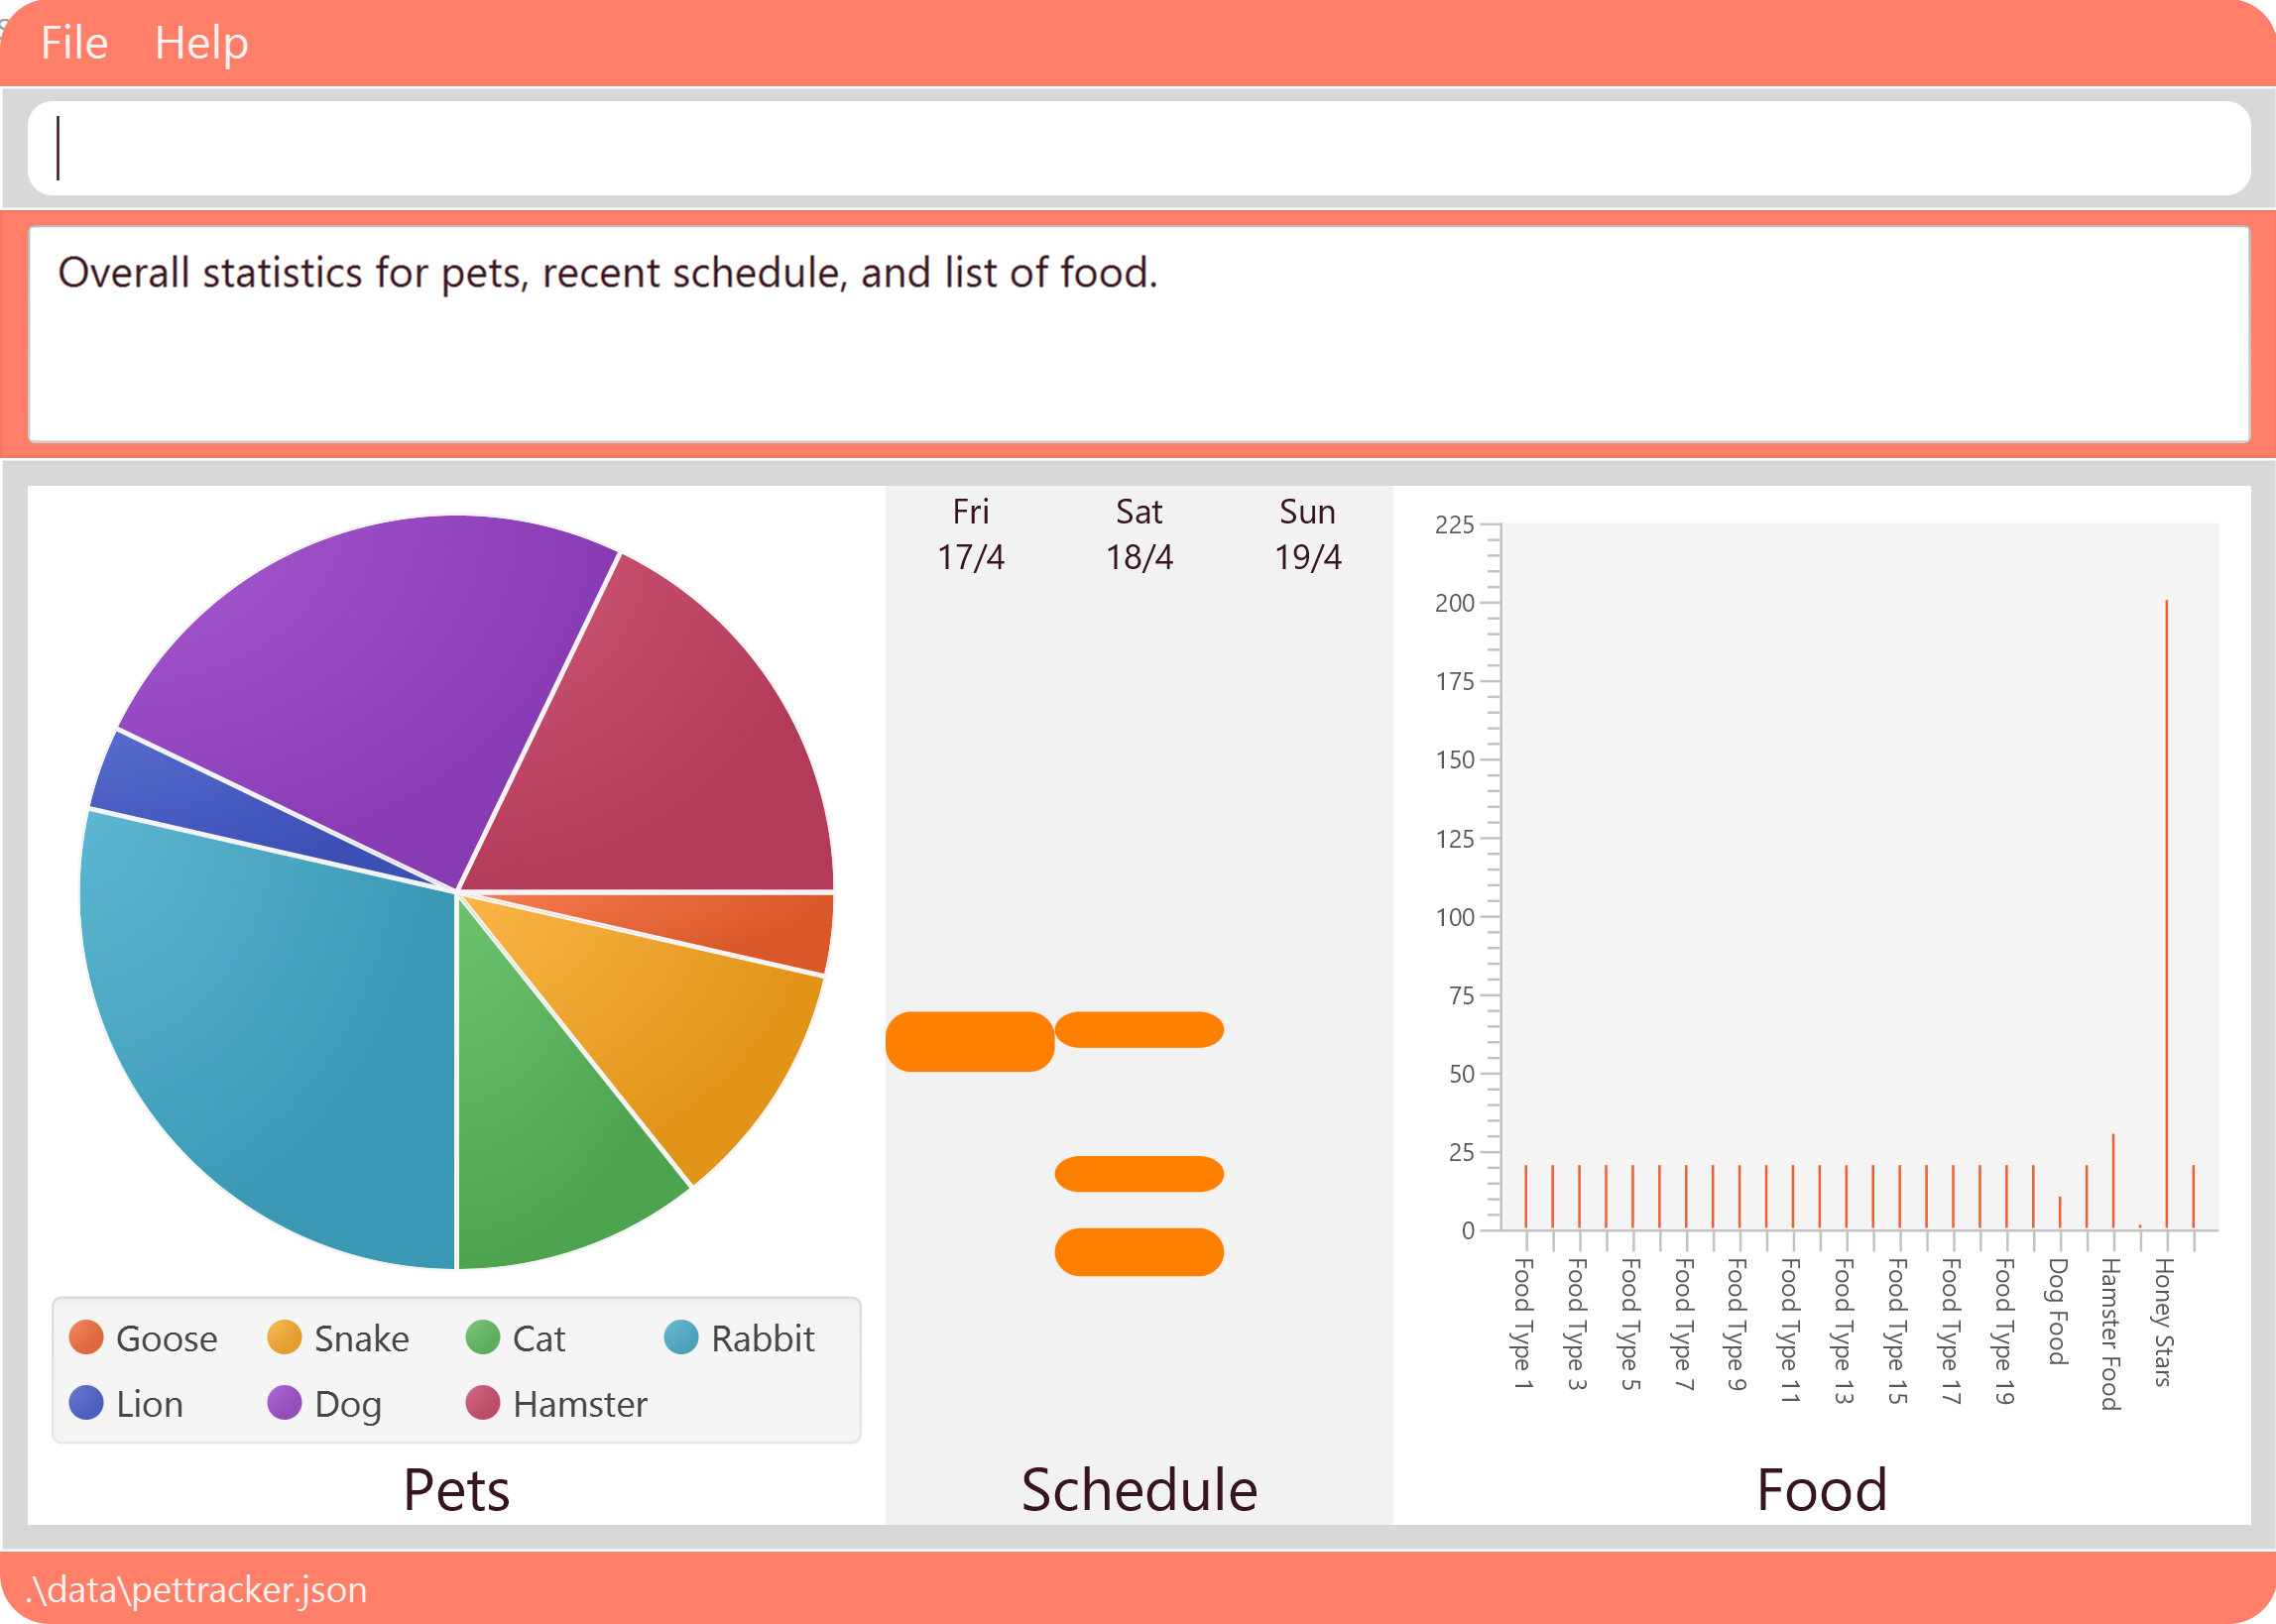 File Help
Overall statistics for pets, recent schedule, and list of food.
Goose Snake Cat Rabbit
Lion Dog Hamster
Pets
Fri Sat Sun
17/4 18/4 19/4
Schedule
225
200
175
150
125
100
75
50
25
0
Food Type 1
Food Type 3
Food Type 5
Food Type 7
Food Type 9
Food Type 11
Food Type 13
Food Type 15
Food Type 17
Food Type 19
Dog Food
Hamster Food
Honey Stars
Food
.\data\pettracker.json